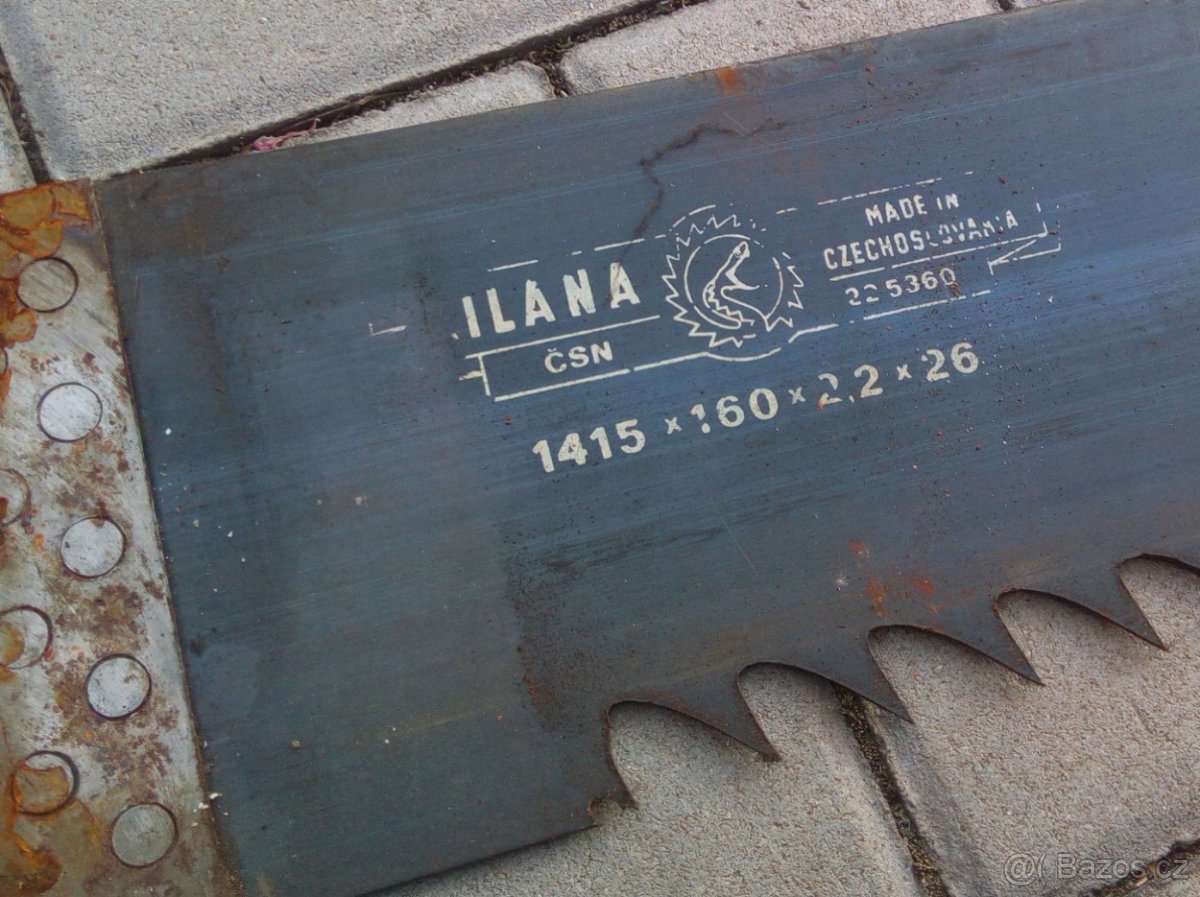 ILANA
ČSN
MADE IN
CZECHOSLOVAKIA
22 5360
1415 × 160 × 2,2 × 26
@ Bazos.cz